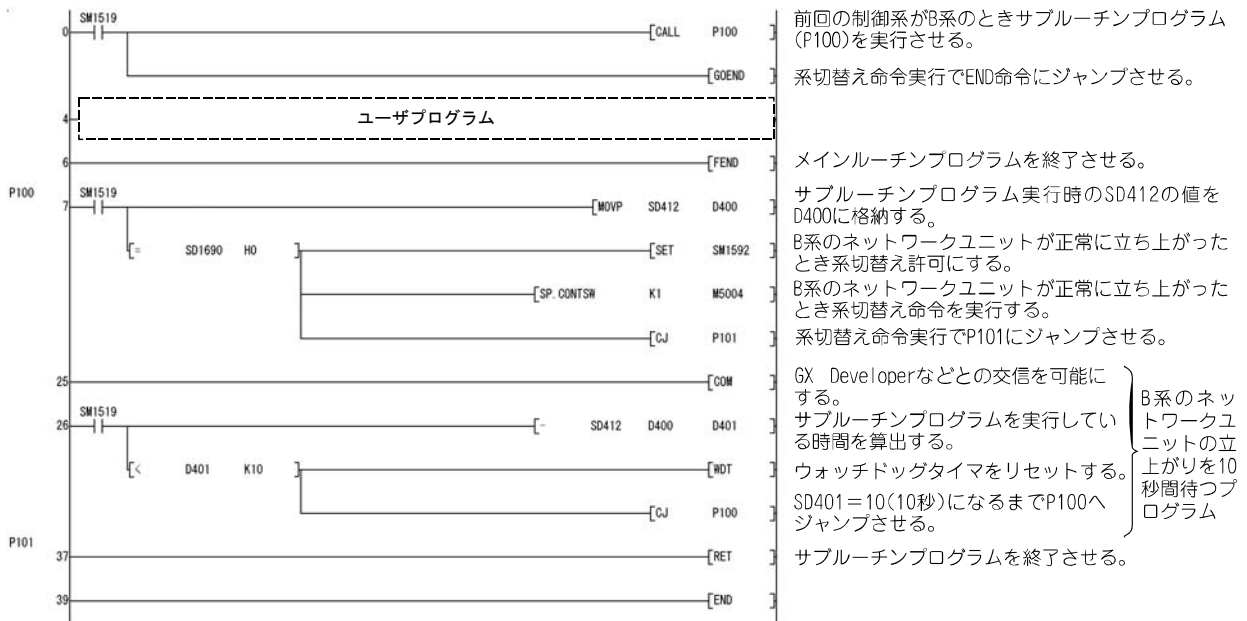 SM1519
0 [CALL P100 ]
前回の制御系がB系のときサブルーチンプログラム
(P100)を実行させる。
[GOEND ]
系切替え命令実行でEND命令にジャンプさせる。
4 ユーザプログラム
6 [FEND ]
メインルーチンプログラムを終了させる。
P100 SM1519
7 [MOVP SD412 D400 ]
サブルーチンプログラム実行時のSD412の値を
D400に格納する。
[= SD1690 H0 ] [SET SM1592 ]
B系のネットワークユニットが正常に立ち上がった
とき系切替え許可にする。
[SP.CONTSW K1 M5004 ]
B系のネットワークユニットが正常に立ち上がった
とき系切替え命令を実行する。
[CJ P101 ]
系切替え命令実行でP101にジャンプさせる。
25 [COM ]
GX Developerなどとの交信を可能に
する。
SM1519
26 [- SD412 D400 D401 ]
サブルーチンプログラムを実行してい
る時間を算出する。
[< D401 K10 ] [WDT ]
ウォッチドッグタイマをリセットする。
[CJ P100 ]
SD401=10(10秒)になるまでP100へ
ジャンプさせる。
B系のネッ
トワークユ
ニットの立
上がりを10
秒間待つプ
ログラム
P101
37 [RET ]
サブルーチンプログラムを終了させる。
39 [END ]